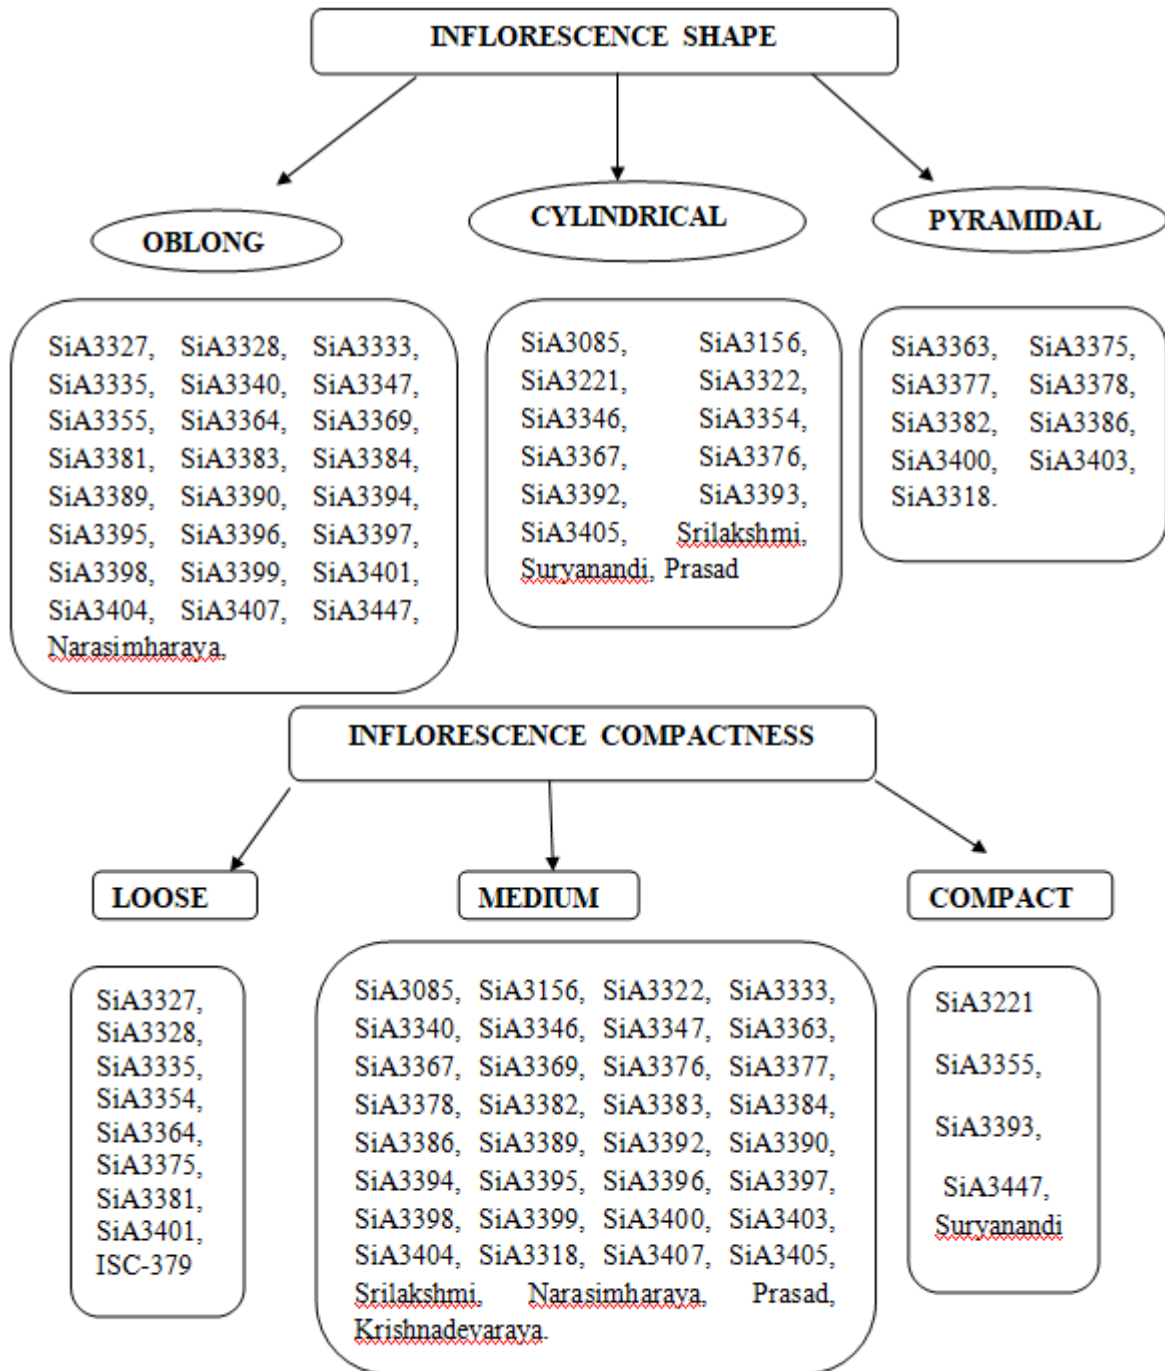 INFLORESCENCE SHAPE
OBLONG
CYLINDRICAL
PYRAMIDAL
SiA3327, SiA3328, SiA3333,
SiA3335, SiA3340, SiA3347,
SiA3355, SiA3364, SiA3369,
SiA3381, SiA3383, SiA3384,
SiA3389, SiA3390, SiA3394,
SiA3395, SiA3396, SiA3397,
SiA3398, SiA3399, SiA3401,
SiA3404, SiA3407, SiA3447,
Narasimharaya,
SiA3085, SiA3156,
SiA3221, SiA3322,
SiA3346, SiA3354,
SiA3367, SiA3376,
SiA3392, SiA3393,
SiA3405, Srilakshmi,
Suryanandi, Prasad
SiA3363, SiA3375,
SiA3377, SiA3378,
SiA3382, SiA3386,
SiA3400, SiA3403,
SiA3318.
INFLORESCENCE COMPACTNESS
LOOSE
MEDIUM
COMPACT
SiA3327,
SiA3328,
SiA3335,
SiA3354,
SiA3364,
SiA3375,
SiA3381,
SiA3401,
ISC-379
SiA3085, SiA3156, SiA3322, SiA3333,
SiA3340, SiA3346, SiA3347, SiA3363,
SiA3367, SiA3369, SiA3376, SiA3377,
SiA3378, SiA3382, SiA3383, SiA3384,
SiA3386, SiA3389, SiA3392, SiA3390,
SiA3394, SiA3395, SiA3396, SiA3397,
SiA3398, SiA3399, SiA3400, SiA3403,
SiA3404, SiA3318, SiA3407, SiA3405,
Srilakshmi, Narasimharaya, Prasad,
Krishnadevaraya.
SiA3221
SiA3355,
SiA3393,
SiA3447,
Suryanandi